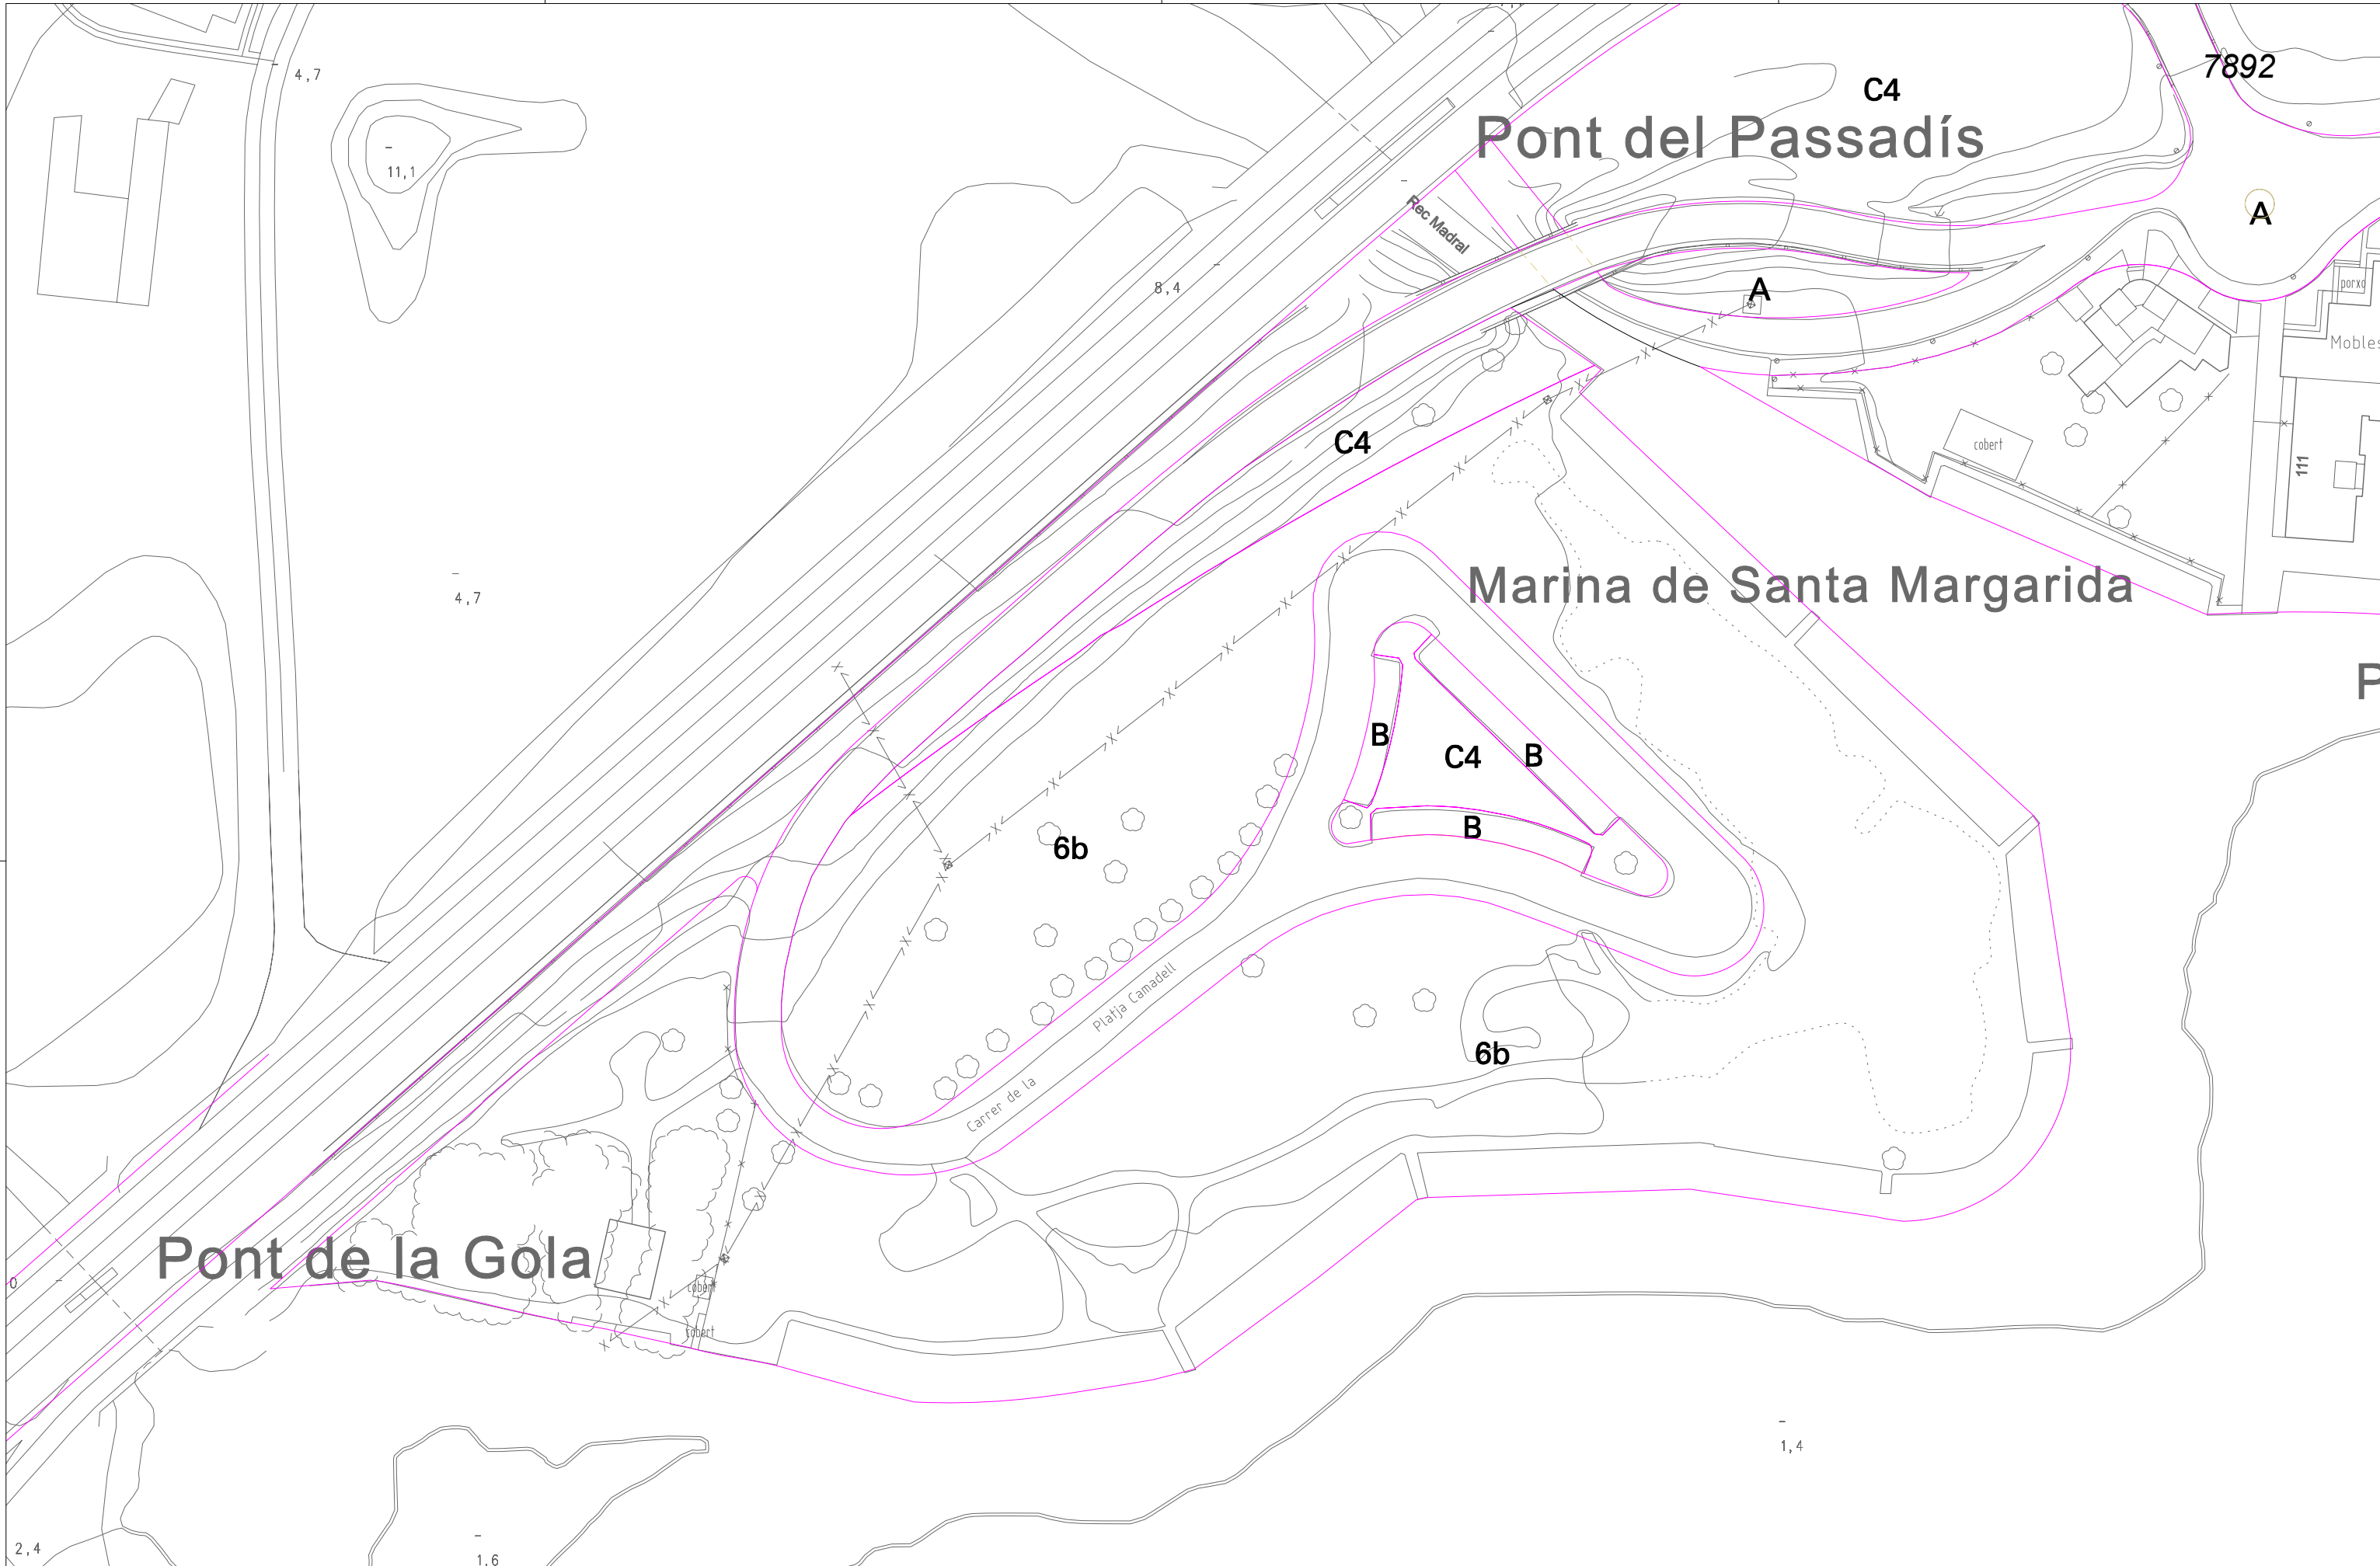 4,7
7892
C4
Pont del Passadís
11,1
Rec Madral
A
A
8,4
porxo
Mobles
C4
cobert
111
4,7
Marina de Santa Margarida
P
B
C4
B
B
6b
Platja Camadell
6b
Carrer de la
Pont de la Gola
0
cobert
cobert
1,4
2,4
1,6